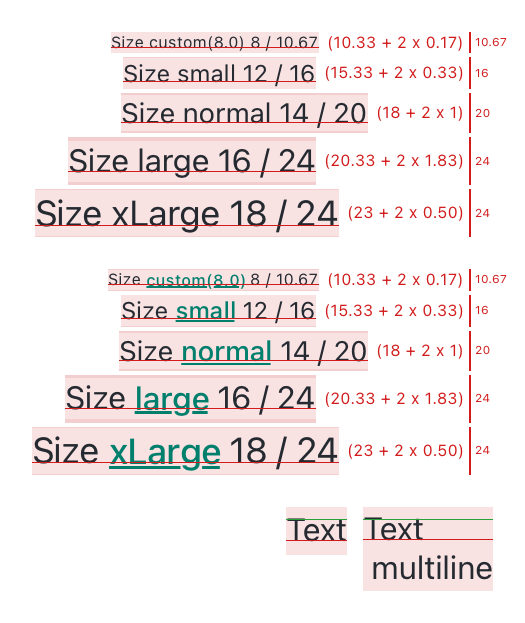 Size custom(8.0) 8 / 10.67 (10.33 + 2 x 0.17) 10.67
Size small 12 / 16 (15.33 + 2 x 0.33) 16
Size normal 14 / 20 (18 + 2 x 1) 20
Size large 16 / 24 (20.33 + 2 x 1.83) 24
Size xLarge 18 / 24 (23 + 2 x 0.50) 24
Size custom(8.0) 8 / 10.67 (10.33 + 2 x 0.17) 10.67
Size small 12 / 16 (15.33 + 2 x 0.33) 16
Size normal 14 / 20 (18 + 2 x 1) 20
Size large 16 / 24 (20.33 + 2 x 1.83) 24
Size xLarge 18 / 24 (23 + 2 x 0.50) 24
Text Text
multiline